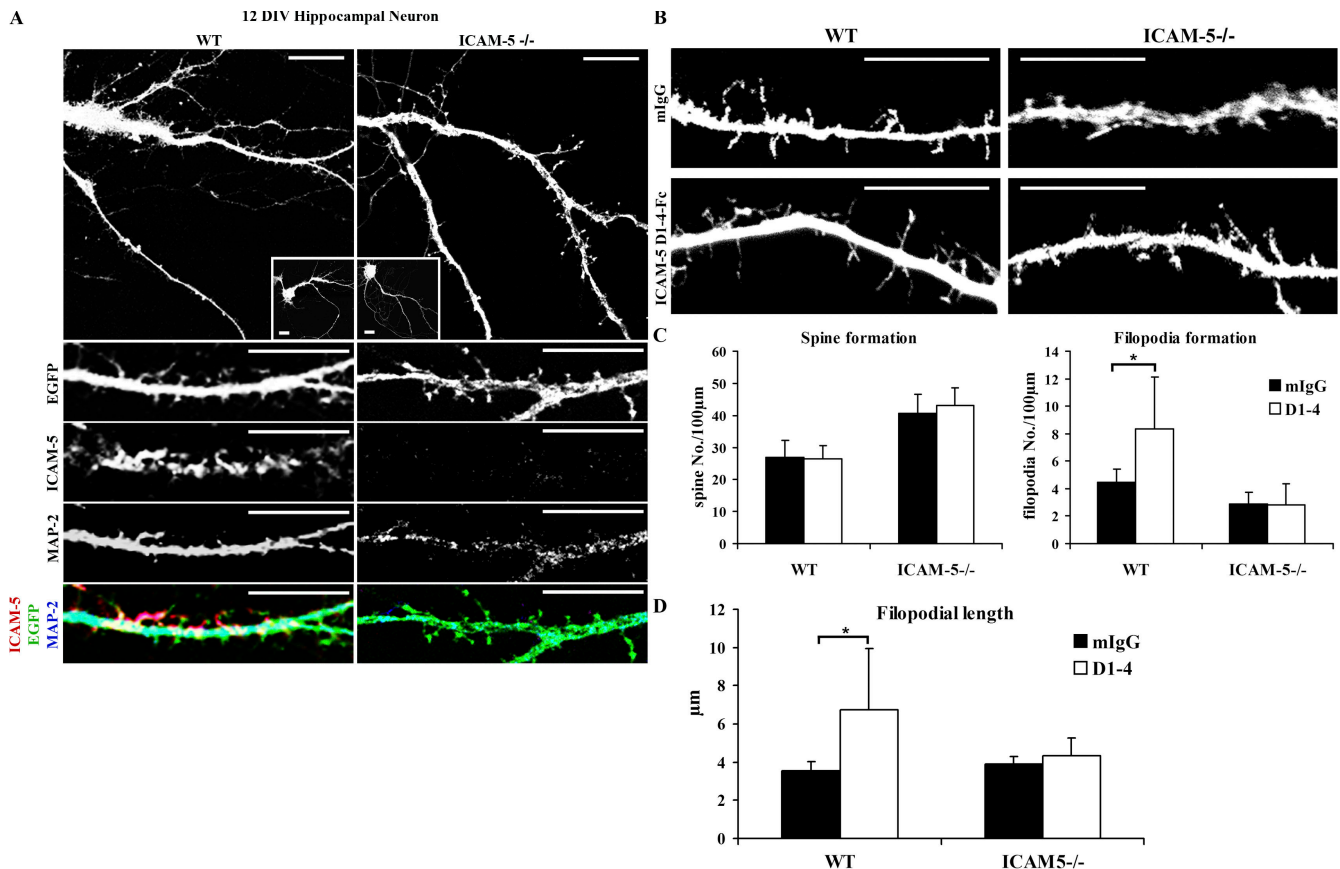 A
12 DIV Hippocampal Neuron
WT
ICAM-5 -/-
EGFP
ICAM-5
MAP-2
ICAM-5
EGFP
MAP-2
B
WT
ICAM-5-/-
mIgG
ICAM-5 D1-4-Fc
C
Spine formation
spine No./100μm
60
50
40
30
20
10
0
WT
ICAM-5-/-
Filopodia formation
filopodia No./100μm
14
12
10
8
6
4
2
0
*
mIgG
D1-4
WT
ICAM-5-/-
D
Filopodial length
μm
12
10
8
6
4
2
0
*
mIgG
D1-4
WT
ICAM5-/-